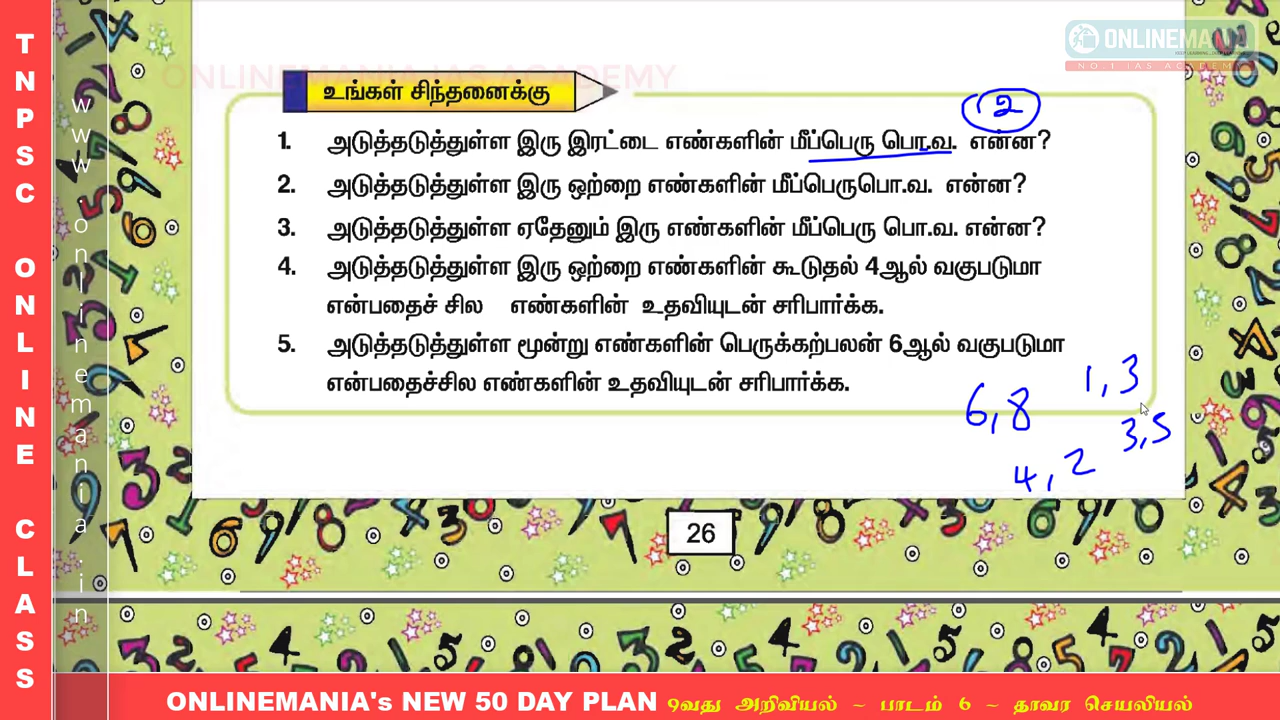 TNPSC ONLINE CLASS
www.onlinemania.in
ONLINEMANIA IAS ACADEMY
ONLINEMANIA
NO.1 IAS ACADEMY
உங்கள் சிந்தனைக்கு
2
1. அடுத்தடுத்துள்ள இரு இரட்டை எண்களின் மீப்பெரு பொ.வ. என்ன?
2. அடுத்தடுத்துள்ள இரு ஒற்றை எண்களின் மீப்பெருபொ.வ. என்ன?
3. அடுத்தடுத்துள்ள ஏதேனும் இரு எண்களின் மீப்பெரு பொ.வ. என்ன?
4. அடுத்தடுத்துள்ள இரு ஒற்றை எண்களின் கூடுதல் 4ஆல் வகுபடுமா
என்பதைச் சில எண்களின் உதவியுடன் சரிபார்க்க.
5. அடுத்தடுத்துள்ள மூன்று எண்களின் பெருக்கற்பலன் 6ஆல் வகுபடுமா
என்பதைச்சில எண்களின் உதவியுடன் சரிபார்க்க.
6,8 1,3
3,5
4,2
26
ONLINEMANIA's NEW 50 DAY PLAN 9வது அறிவியல் ~ பாடம் 6 ~ தாவர செயலியல்